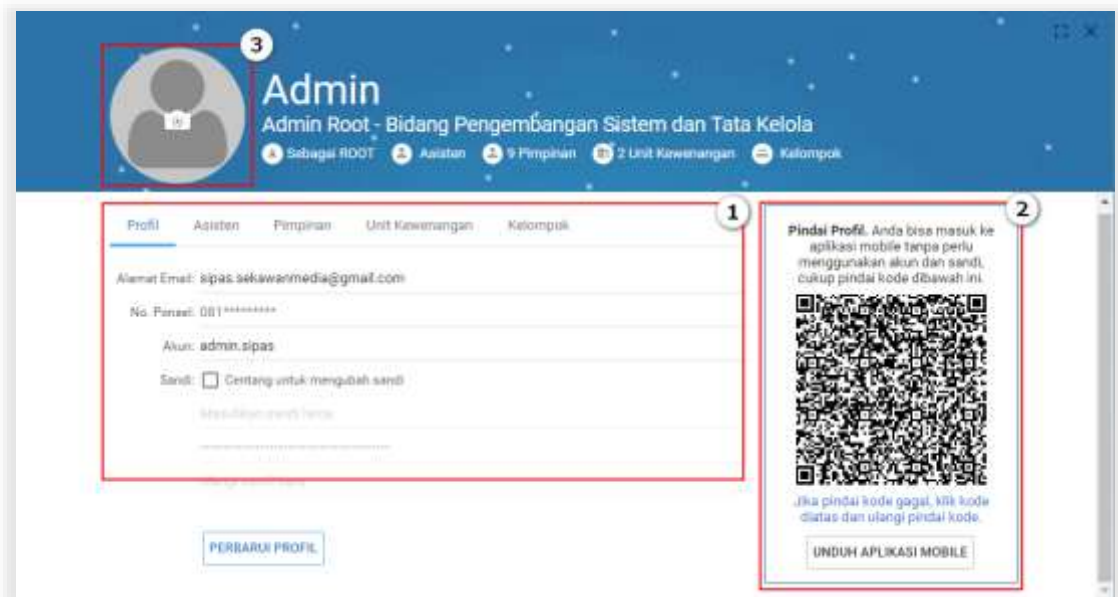 3
Admin
Admin Root - Bidang Pengembangan Sistem dan Tata Kelola
Sebagai ROOT Asisten 9 Pimpinan 2 Unit Kewenangan Kelompok
1
Profil Asisten Pimpinan Unit Kewenangan Kelompok
Alamat Email: sipas.sekawanmedia@gmail.com
No. Ponsel: 081*********
Akun: admin.sipas
Sandi: Centang untuk mengubah sandi
Masukkan sandi lama
PERBARUI PROFIL
2
Pindai Profil. Anda bisa masuk ke
aplikasi mobile tanpa perlu
menggunakan akun dan sandi,
cukup pindai kode dibawah ini.
Jika pindai kode gagal, klik kode
diatas dan ulangi pindai kode.
UNDUH APLIKASI MOBILE